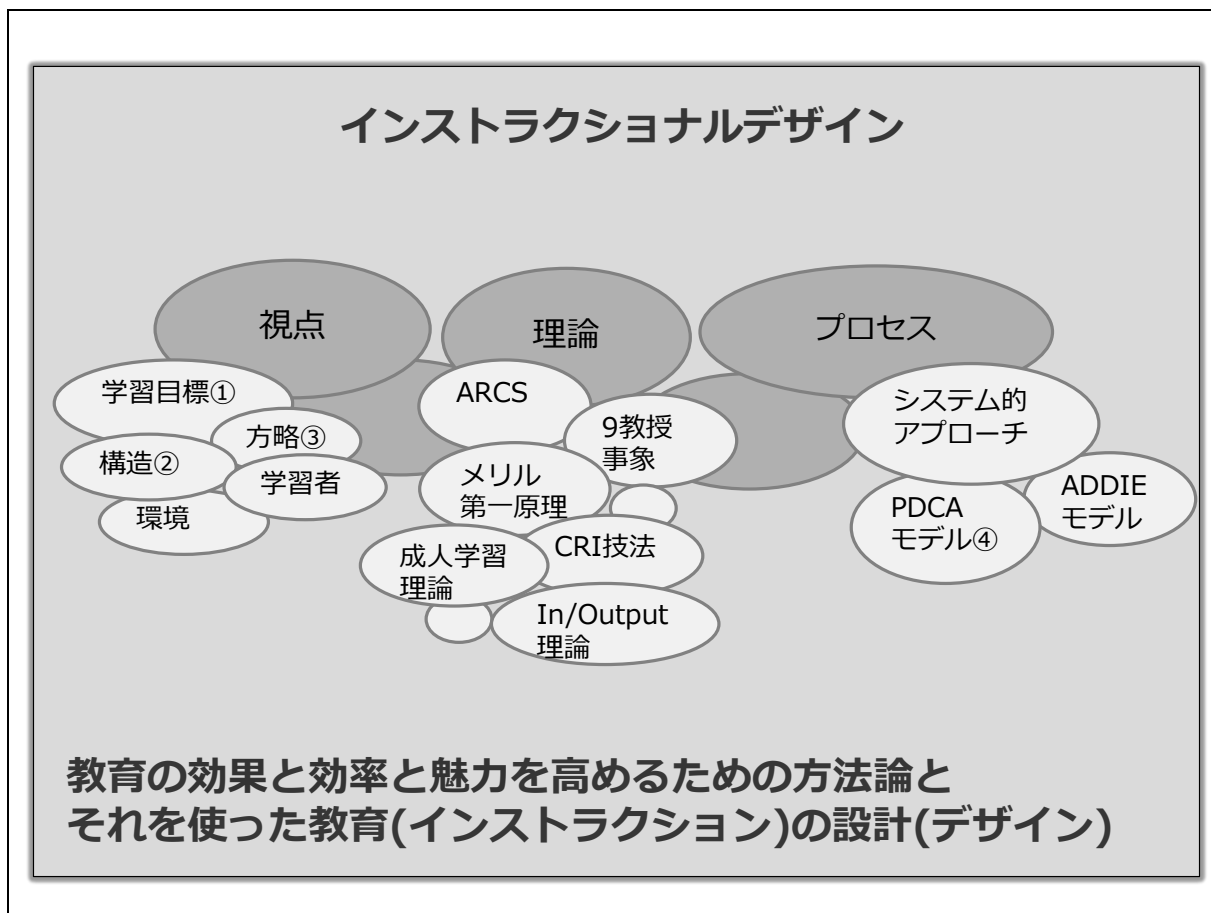 インストラクショナルデザイン
視点
理論
プロセス
学習目標①
方略③
構造②
学習者
環境
ARCS
9教授
事象
メリル
第一原理
CRI技法
成人学習
理論
In/Output
理論
システム的
アプローチ
PDCA
モデル④
ADDIE
モデル
教育の効果と効率と魅力を高めるための方法論と
それを使った教育(インストラクション)の設計(デザイン)